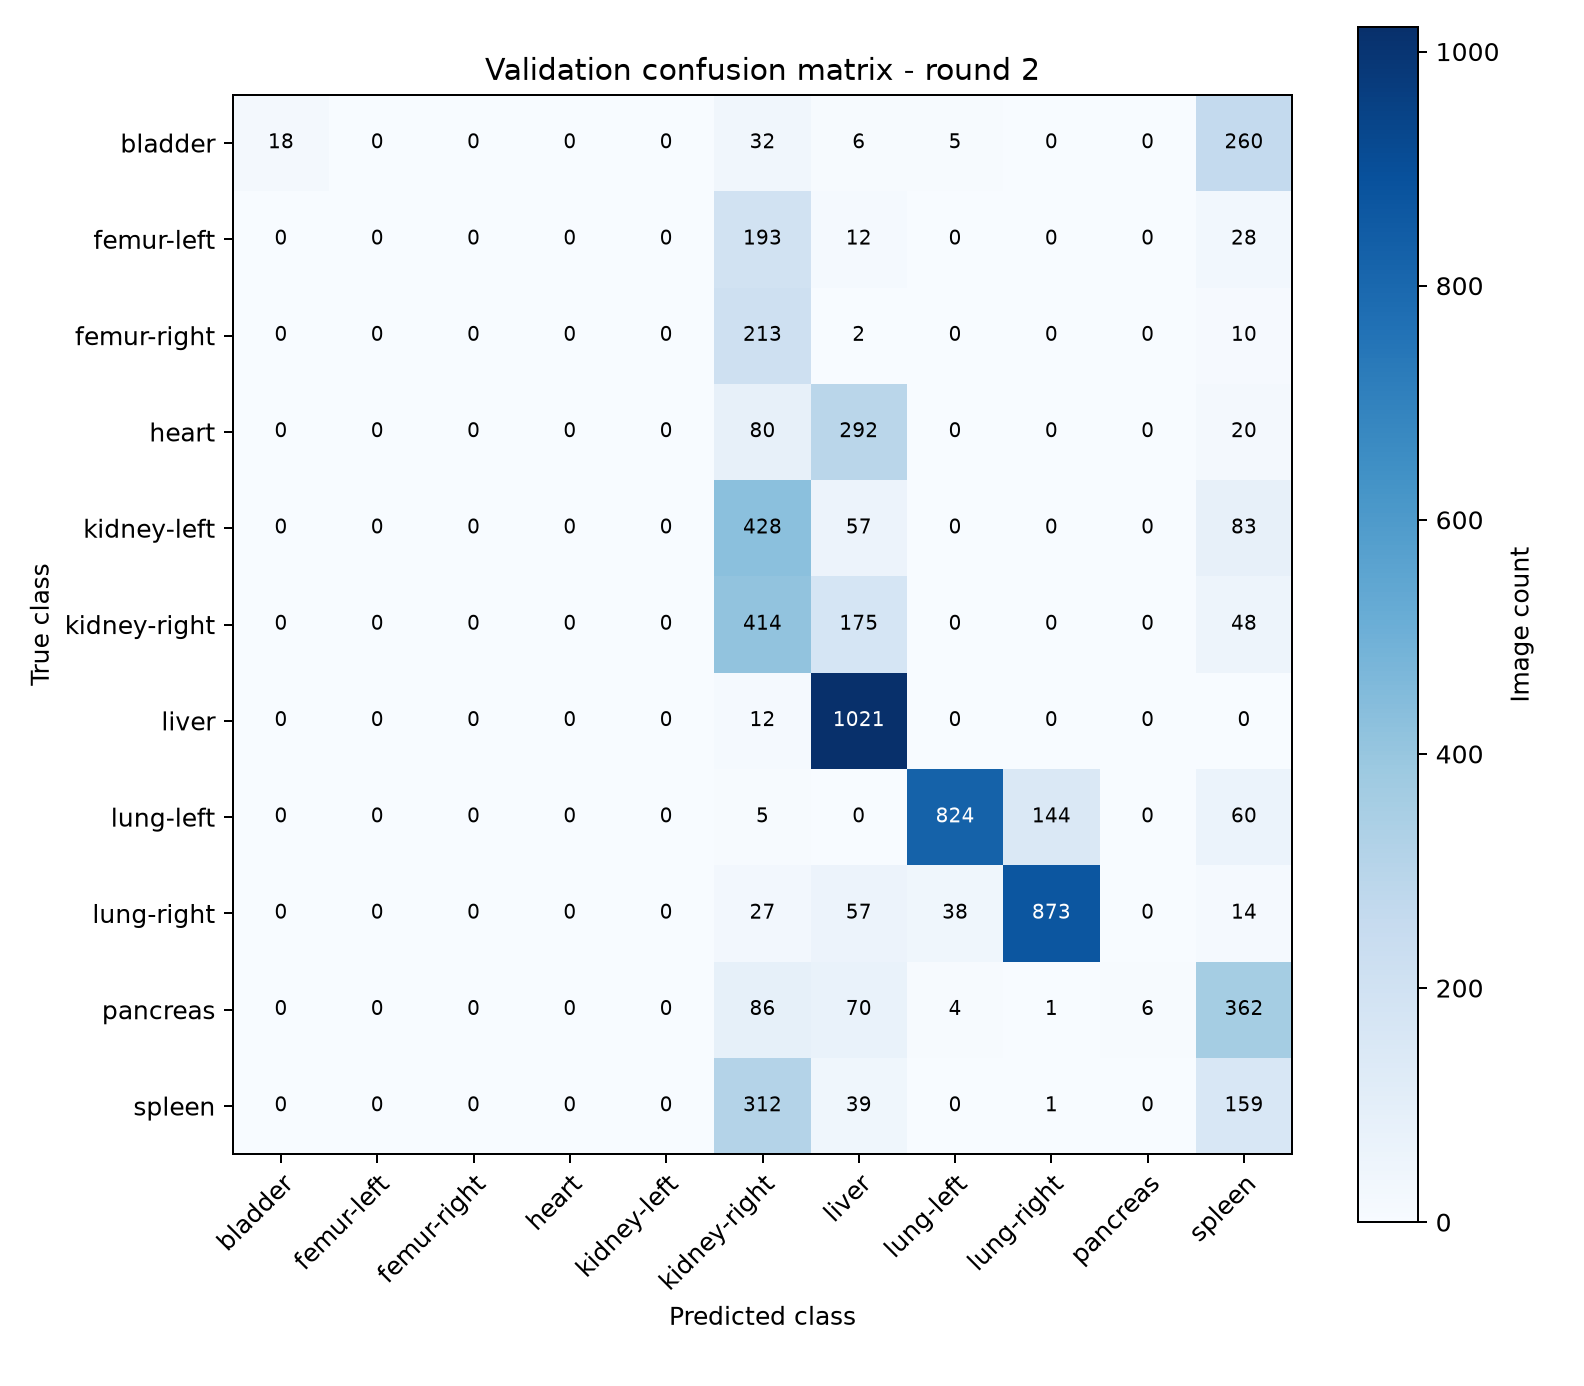 Validation confusion matrix - round 2
True class
bladder 18 0 0 0 0 32 6 5 0 0 260
femur-left 0 0 0 0 0 193 12 0 0 0 28
femur-right 0 0 0 0 0 213 2 0 0 0 10
heart 0 0 0 0 0 80 292 0 0 0 20
kidney-left 0 0 0 0 0 428 57 0 0 0 83
kidney-right 0 0 0 0 0 414 175 0 0 0 48
liver 0 0 0 0 0 12 1021 0 0 0 0
lung-left 0 0 0 0 0 5 0 824 144 0 60
lung-right 0 0 0 0 0 27 57 38 873 0 14
pancreas 0 0 0 0 0 86 70 4 1 6 362
spleen 0 0 0 0 0 312 39 0 1 0 159
bladder femur-left femur-right heart kidney-left kidney-right liver lung-left lung-right pancreas spleen
Predicted class
1000
800
600
400
200
0
Image count